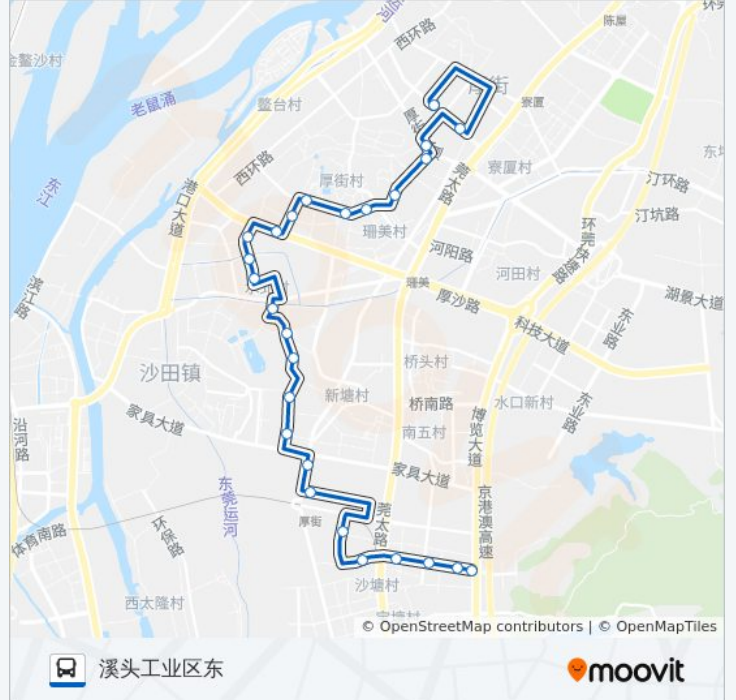 环莞
陈屋
西环路
金鳌沙村
老鼠涌
鳌台村
厚街
寮厦
东江
西环路
厚街村
莞太路
寮厦村
汀环路
港口大道
珊美村
汀坑路
河阳路
环莞快速路
滨江路
珊美
河田村
厚沙路
湖景大道
科技大道
东业路
沙田镇
桥头村
新塘村
桥南路
水口新村
东业路
家具大道
沿河路
南五村
博览大道
家具大道
东莞运河
京港澳高速
厚街
莞太路
体育南路
环保路
沙塘村
西太隆村
© OpenStreetMap contributors | © OpenMapTiles
溪头工业区东
moovit